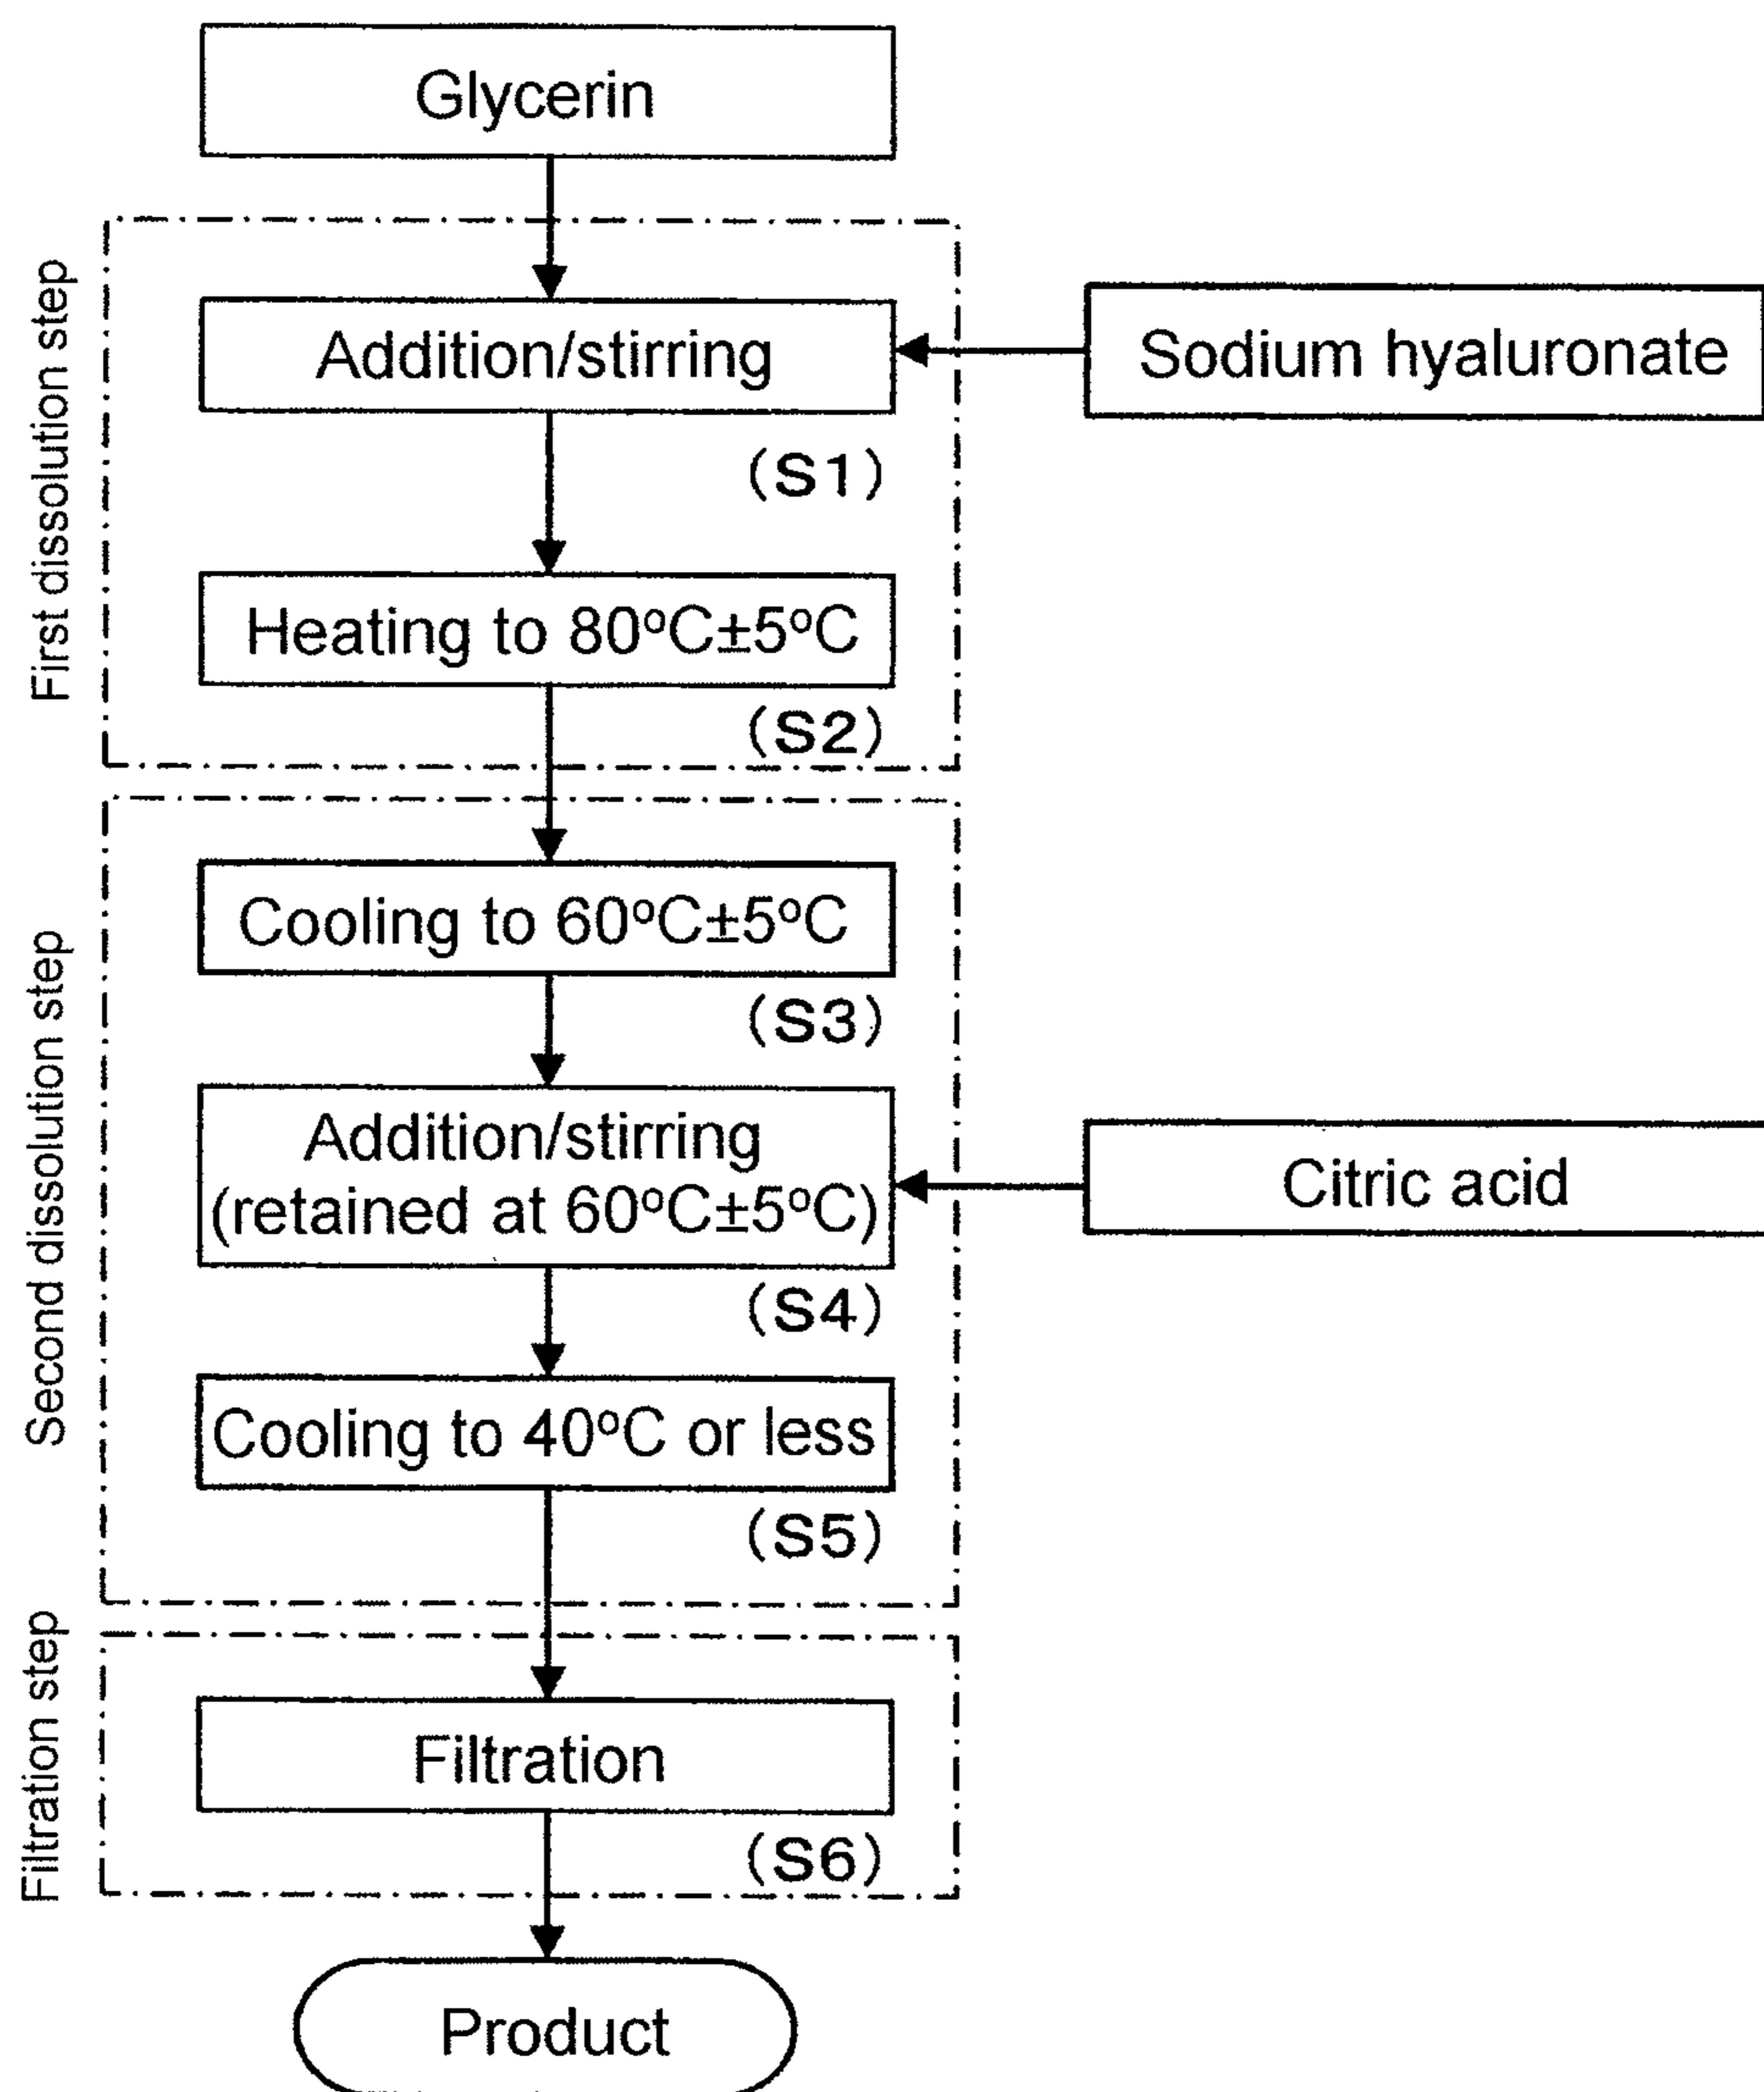 Glycerin
First dissolution step
Addition/stirring
Sodium hyaluronate
(S1)
Heating to 80°C±5°C
(S2)
Second dissolution step
Cooling to 60°C±5°C
(S3)
Addition/stirring
(retained at 60°C±5°C)
Citric acid
(S4)
Cooling to 40°C or less
(S5)
Filtration step
Filtration
(S6)
Product